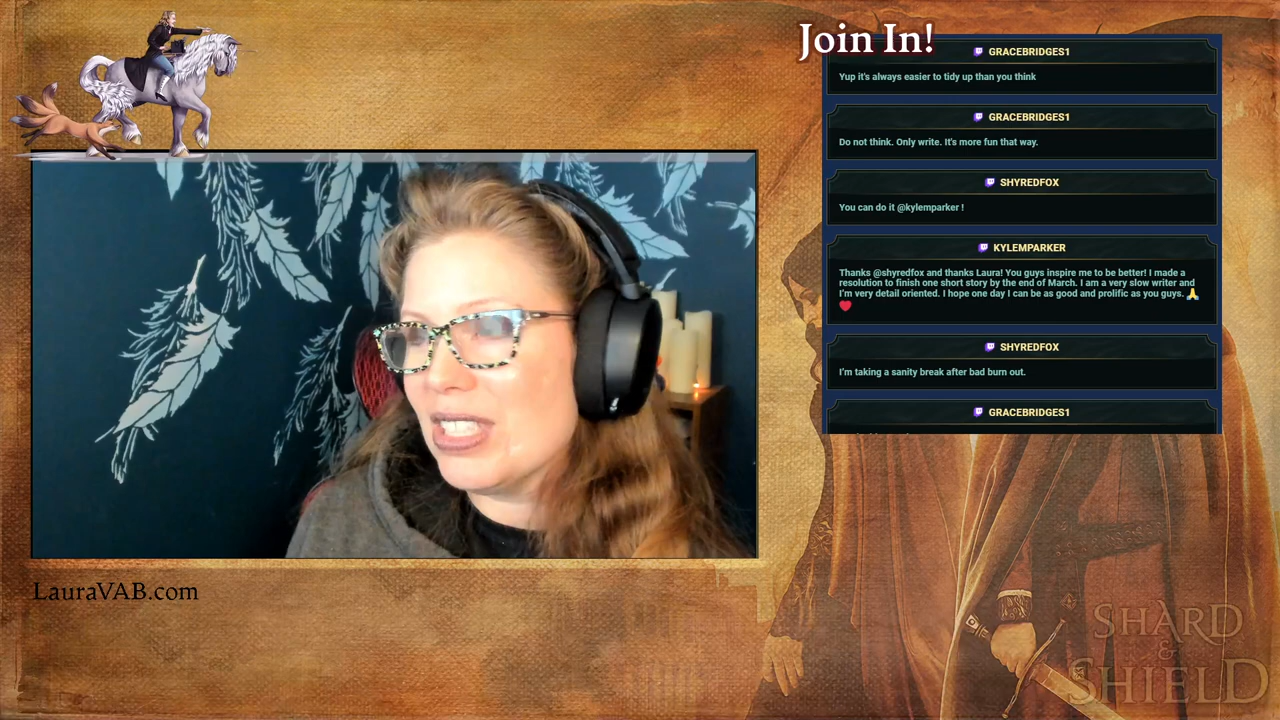 Join In!
GRACEBRIDGES1
Yup it's always easier to tidy up than you think
GRACEBRIDGES1
Do not think. Only write. It's more fun that way.
SHYREDFOX
You can do it @kylemparker !
KYLEMPARKER
Thanks @shyredfox and thanks Laura! You guys inspire me to be better! I made a
resolution to finish one short story by the end of March. I am a very slow writer and
I'm very detail oriented. I hope one day I can be as good and prolific as you guys. 🙏
❤️
SHYREDFOX
I'm taking a sanity break after bad burn out.
GRACEBRIDGES1
LauraVAB.com
SHARD
&
SHIELD